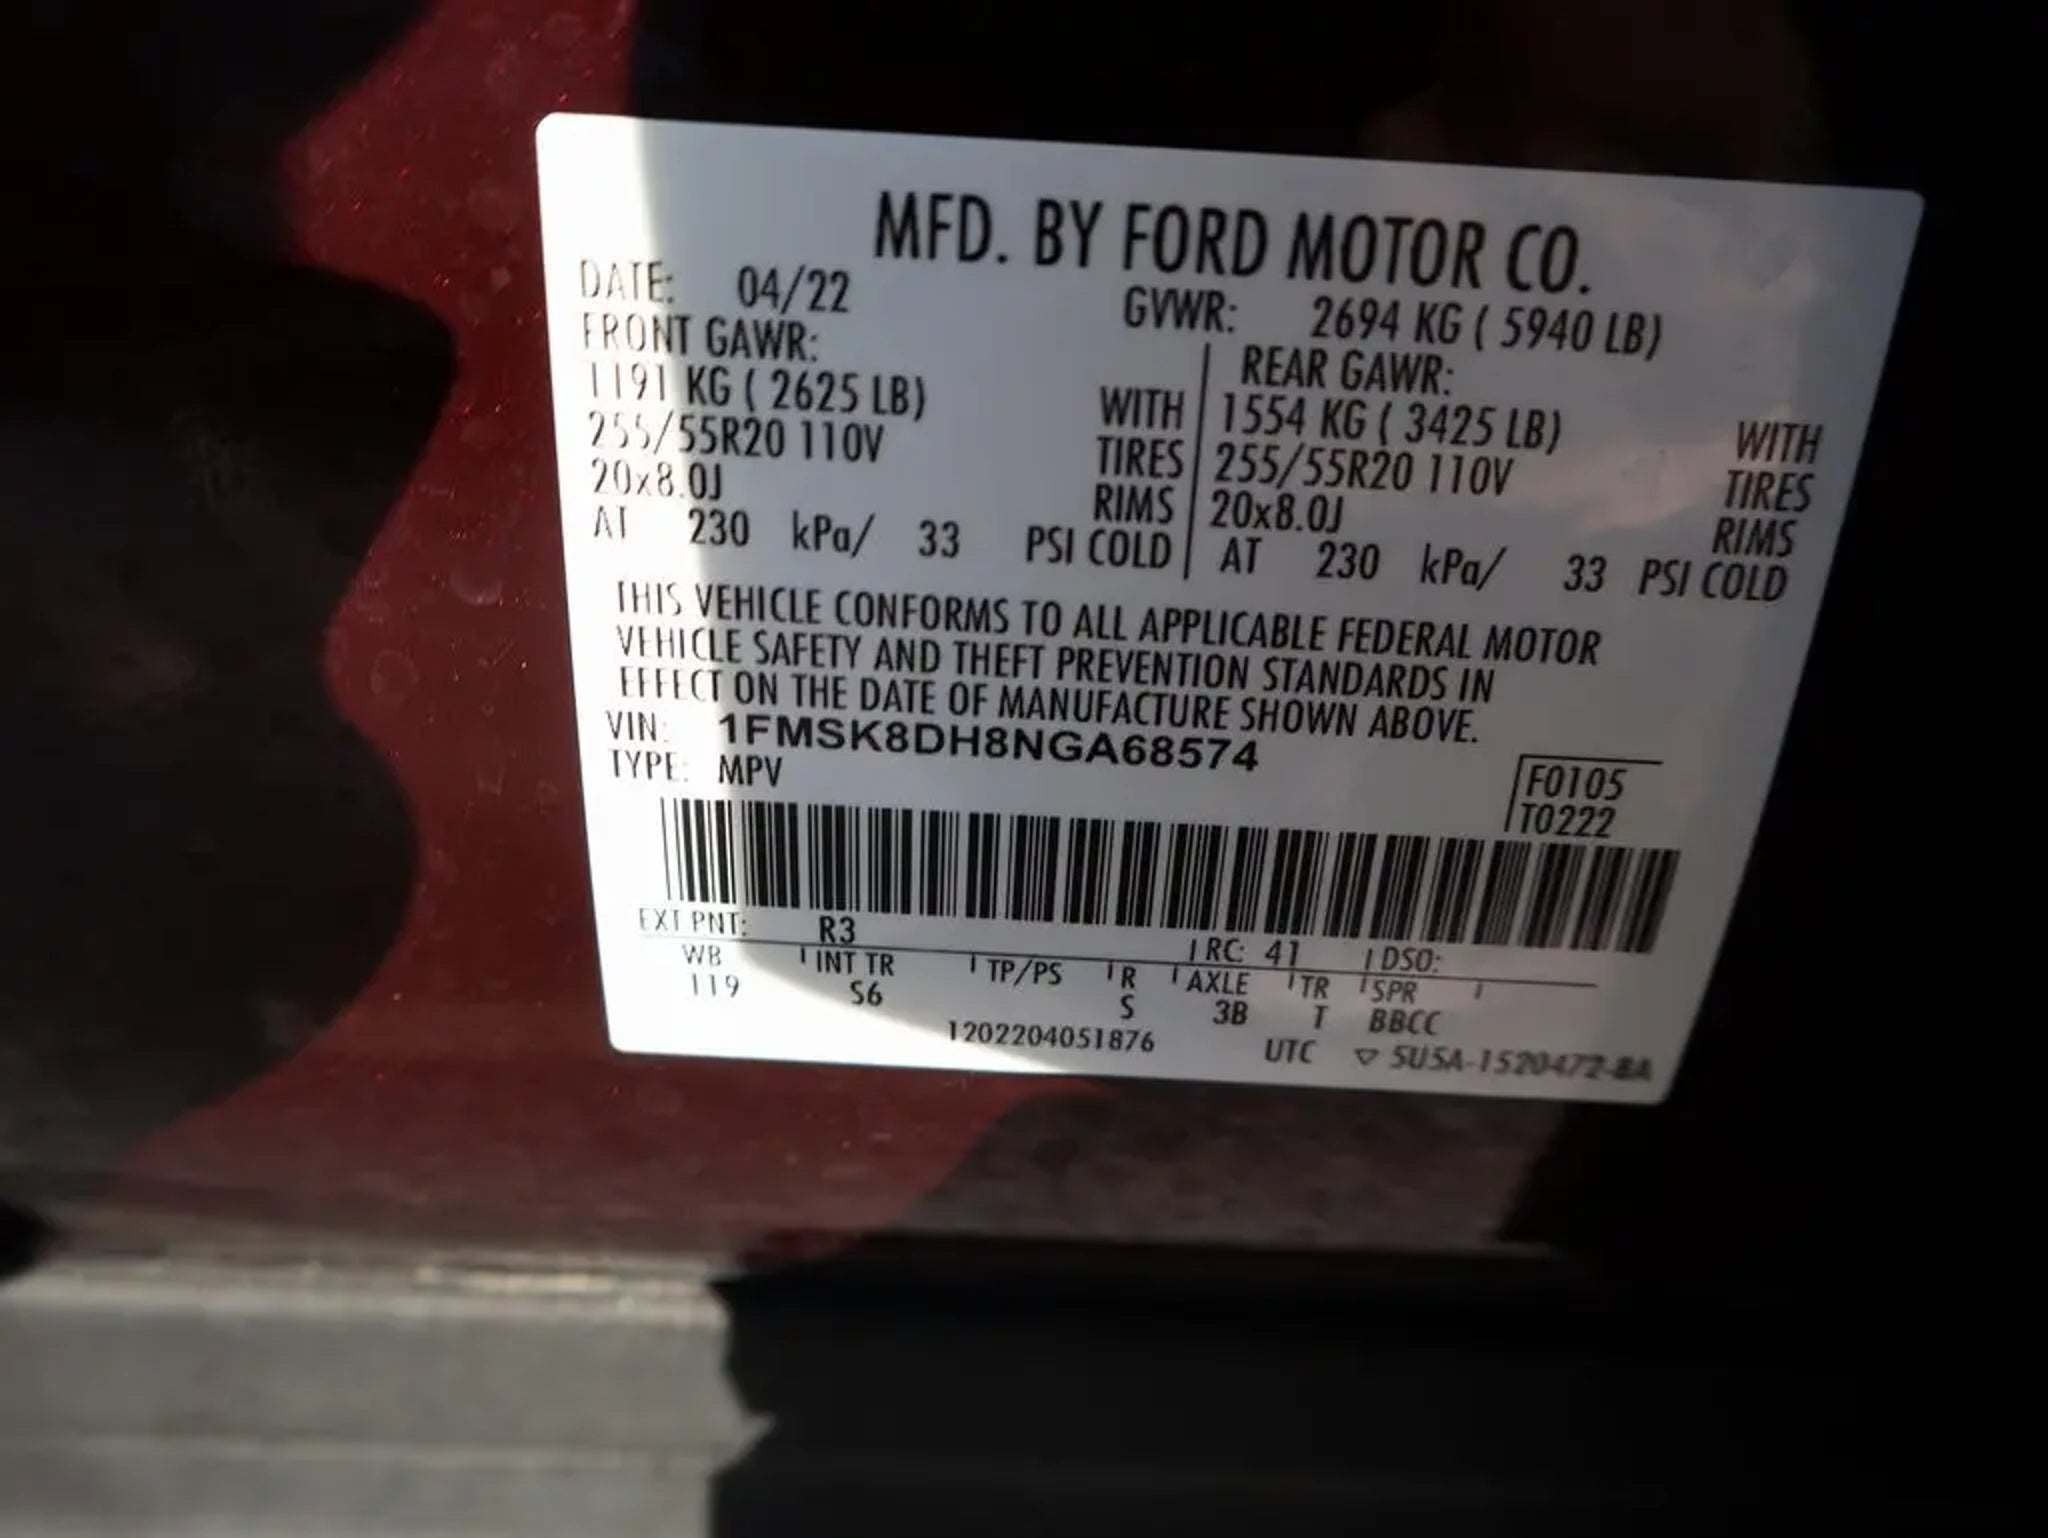 MFD. BY FORD MOTOR CO.
DATE: 04/22 GVWR: 2694 KG ( 5940 LB)
FRONT GAWR: REAR GAWR:
1191 KG ( 2625 LB) WITH 1554 KG ( 3425 LB) WITH
255/55R20 110V TIRES 255/55R20 110V TIRES
20x8.0J RIMS 20x8.0J RIMS
AT 230 kPa/ 33 PSI COLD AT 230 kPa/ 33 PSI COLD
THIS VEHICLE CONFORMS TO ALL APPLICABLE FEDERAL MOTOR
VEHICLE SAFETY AND THEFT PREVENTION STANDARDS IN
EFFECT ON THE DATE OF MANUFACTURE SHOWN ABOVE.
VIN: 1FMSK8DH8NGA68574
TYPE: MPV F0105
T0222
EXT PNT: R3 RC: 41 DSO:
WB INT TR TP/PS R AXLE TR SPR
119 S6 S 3B T BBCC
1202204051876 UTC ▽ 5U5A-1520472-BA